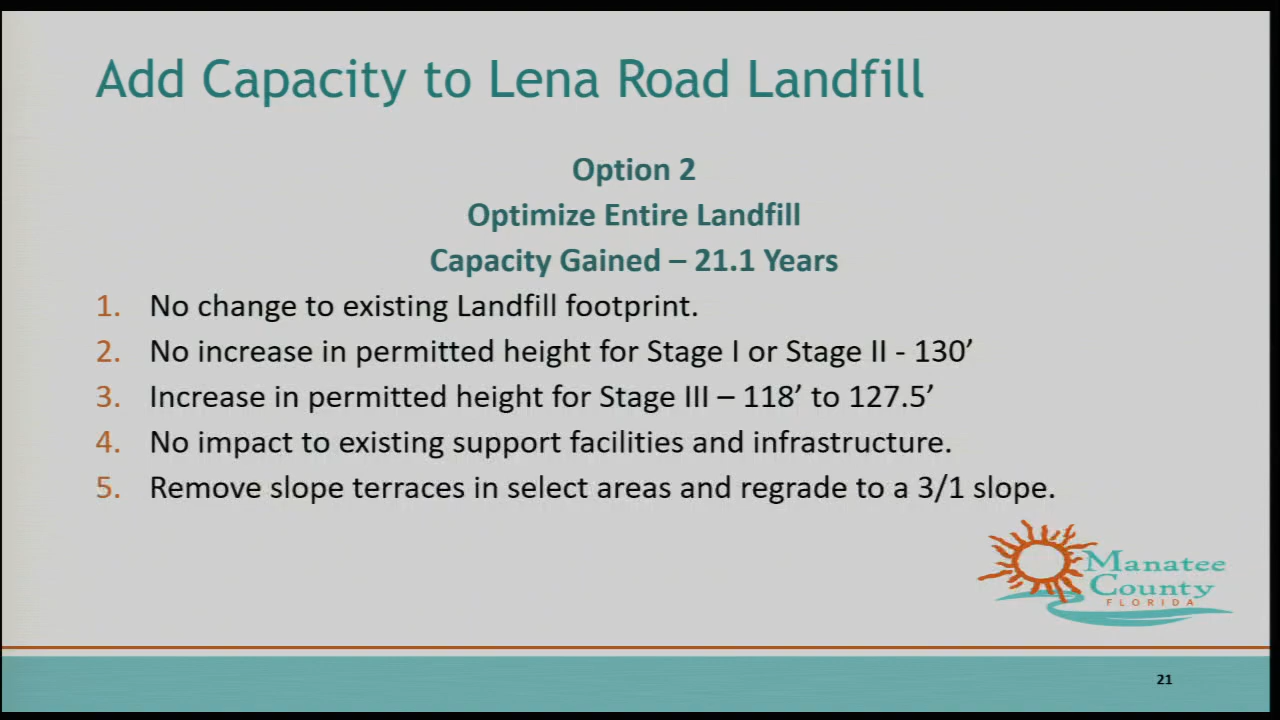 Add Capacity to Lena Road Landfill
Option 2
Optimize Entire Landfill
Capacity Gained – 21.1 Years
1. No change to existing Landfill footprint.
2. No increase in permitted height for Stage I or Stage II - 130’
3. Increase in permitted height for Stage III – 118’ to 127.5’
4. No impact to existing support facilities and infrastructure.
5. Remove slope terraces in select areas and regrade to a 3/1 slope.
Manatee
County
FLORIDA
21